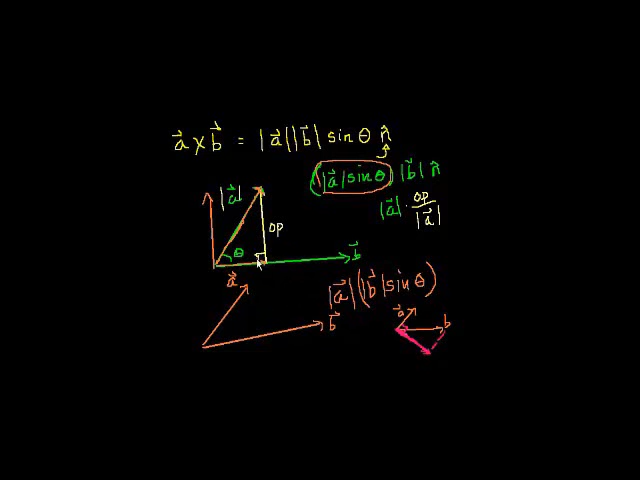 a⃗ × b⃗ = |a⃗||b⃗| sin θ n̂
(|a⃗| sin θ) |b⃗| n̂
|a⃗|
|a⃗| · op/|a⃗|
op
θ
b⃗
a⃗
|a⃗|(|b⃗| sin θ)
b⃗
a⃗
b